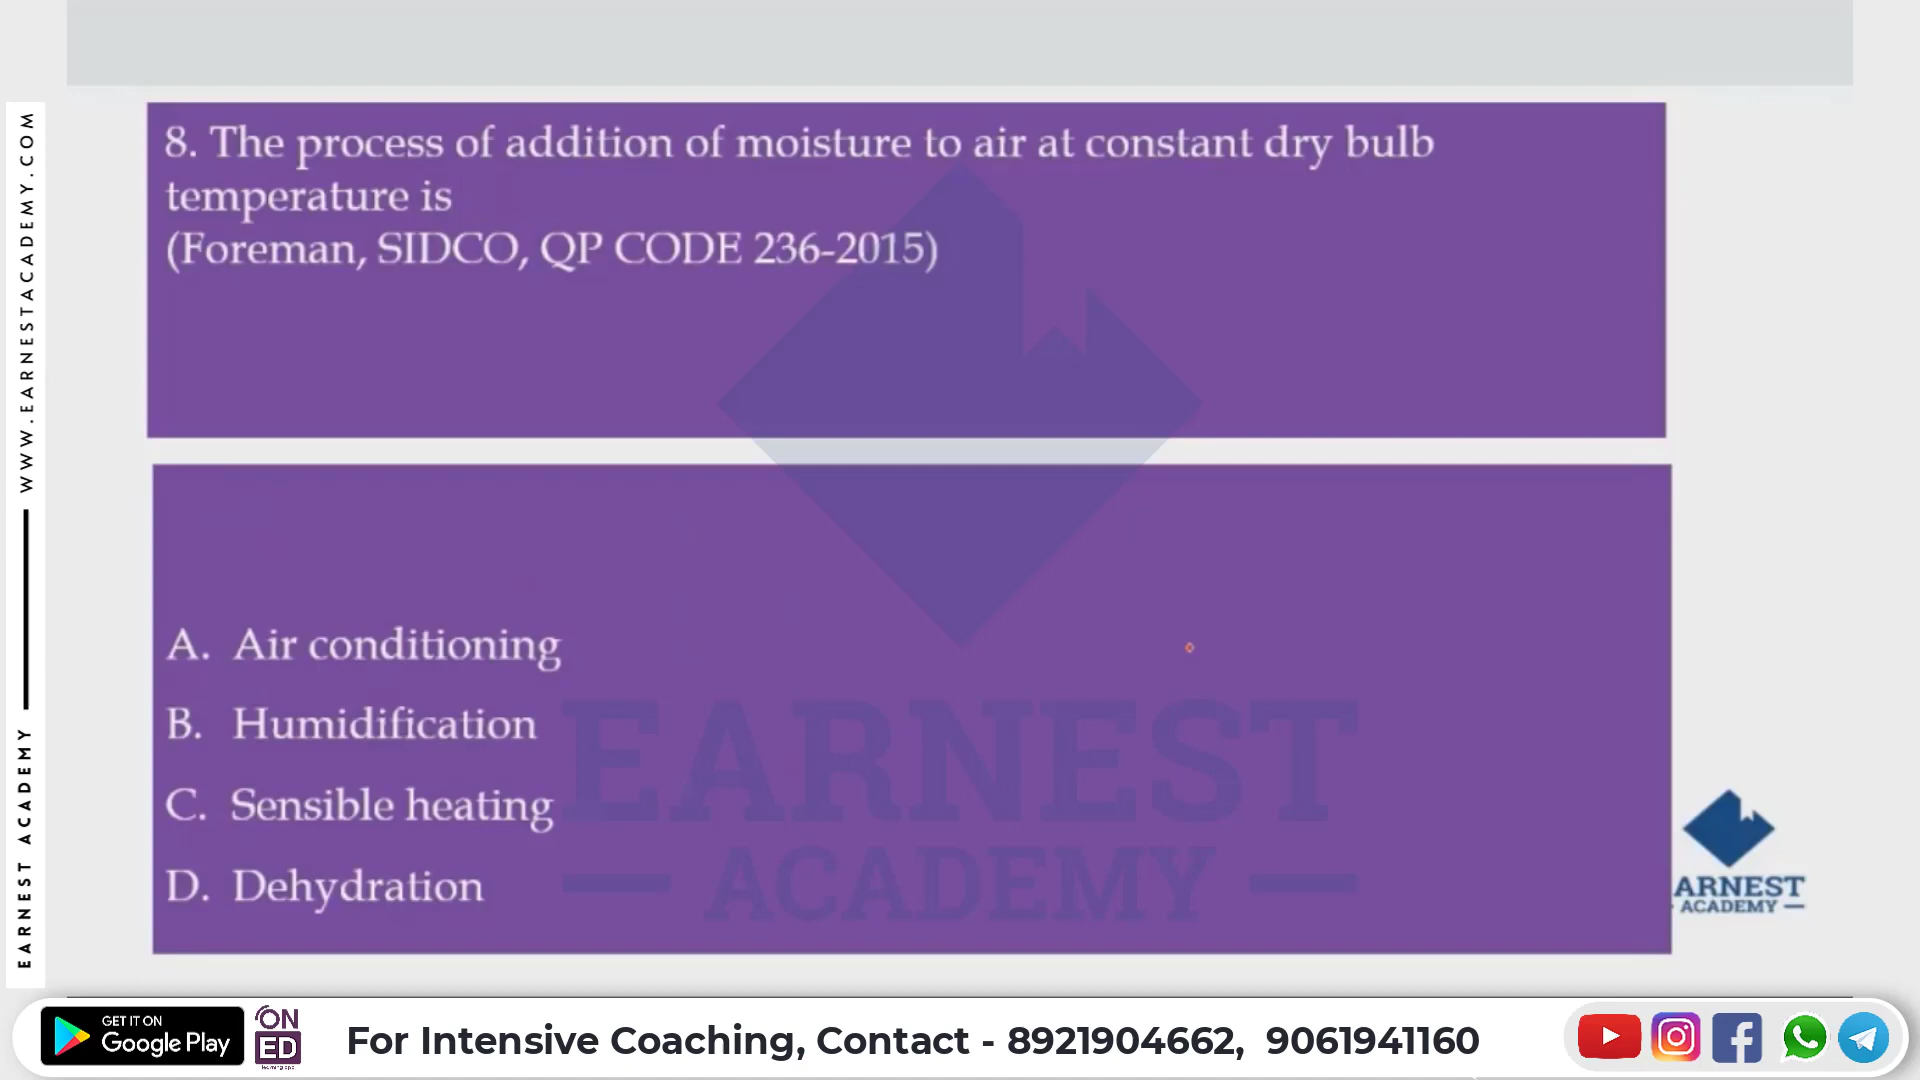 WWW.EARNESTACADEMY.COM
EARNEST ACADEMY
8. The process of addition of moisture to air at constant dry bulb
temperature is
(Foreman, SIDCO, QP CODE 236-2015)
A. Air conditioning
B. Humidification
C. Sensible heating
D. Dehydration
EARNEST
ACADEMY
ARNEST
ACADEMY
GET IT ON
Google Play
ON
ED
For Intensive Coaching, Contact - 8921904662, 9061941160